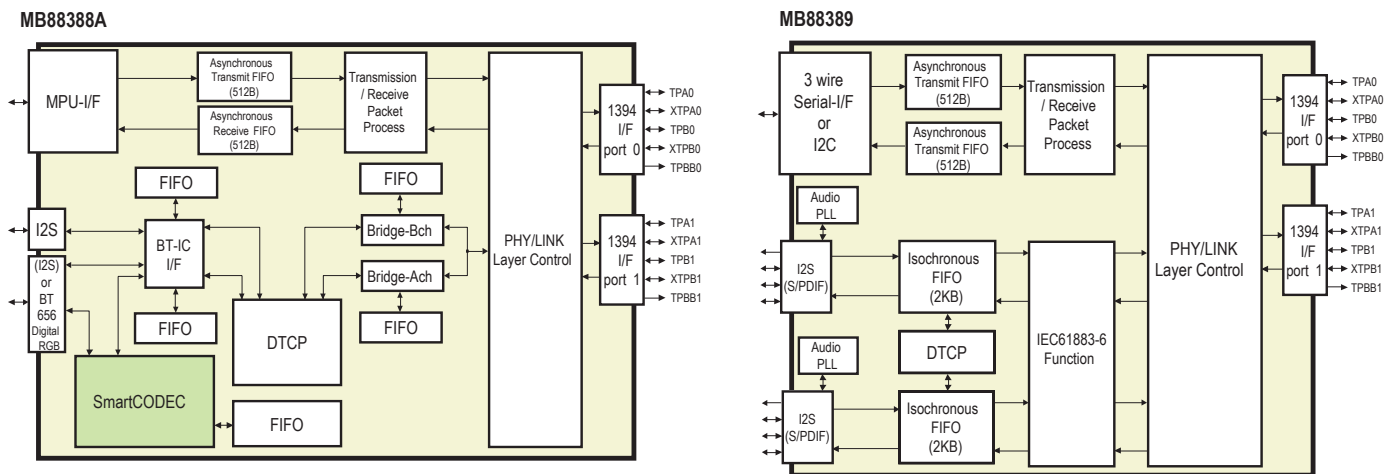 MB88388A
MPU-I/F
Asynchronous
Transmit FIFO
(512B)
Asynchronous
Receive FIFO
(512B)
Transmission
/ Receive
Packet
Process
FIFO
FIFO
I2S
BT-IC
I/F
Bridge-Bch
Bridge-Ach
(I2S)
or
BT
656
Digital
RGB
FIFO
DTCP
FIFO
SmartCODEC
FIFO
PHY/LINK
Layer Control
1394
I/F
port 0
TPA0
XTPA0
TPB0
XTPB0
TPBB0
1394
I/F
port 1
TPA1
XTPA1
TPB1
XTPB1
TPBB1
MB88389
3 wire
Serial-I/F
or
I2C
Asynchronous
Transmit FIFO
(512B)
Asynchronous
Transmit FIFO
(512B)
Transmission
/ Receive
Packet
Process
Audio
PLL
I2S
(S/PDIF)
Isochronous
FIFO
(2KB)
DTCP
Audio
PLL
I2S
(S/PDIF)
Isochronous
FIFO
(2KB)
IEC61883-6
Function
PHY/LINK
Layer Control
1394
I/F
port 0
TPA0
XTPA0
TPB0
XTPB0
TPBB0
1394
I/F
port 1
TPA1
XTPA1
TPB1
XTPB1
TPBB1